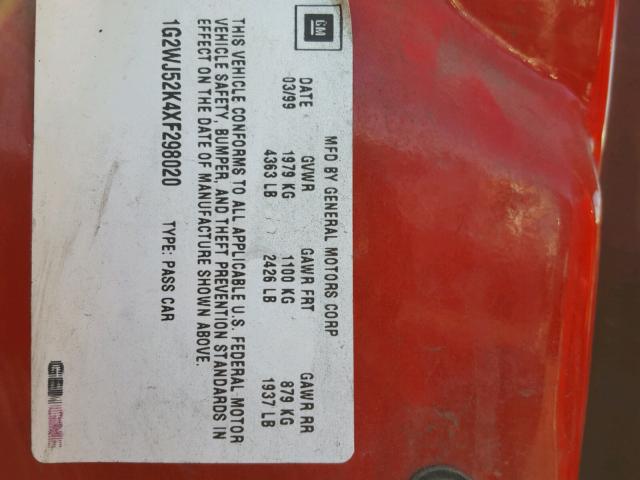 GM
MFD BY GENERAL MOTORS CORP
DATE GVWR GAWR FRT GAWR RR
03/99 1979 KG 1100 KG 879 KG
4363 LB 2426 LB 1937 LB
THIS VEHICLE CONFORMS TO ALL APPLICABLE U.S. FEDERAL MOTOR
VEHICLE SAFETY, BUMPER, AND THEFT PREVENTION STANDARDS IN
EFFECT ON THE DATE OF MANUFACTURE SHOWN ABOVE.
1G2WJ52K4XF298020 TYPE: PASS CAR